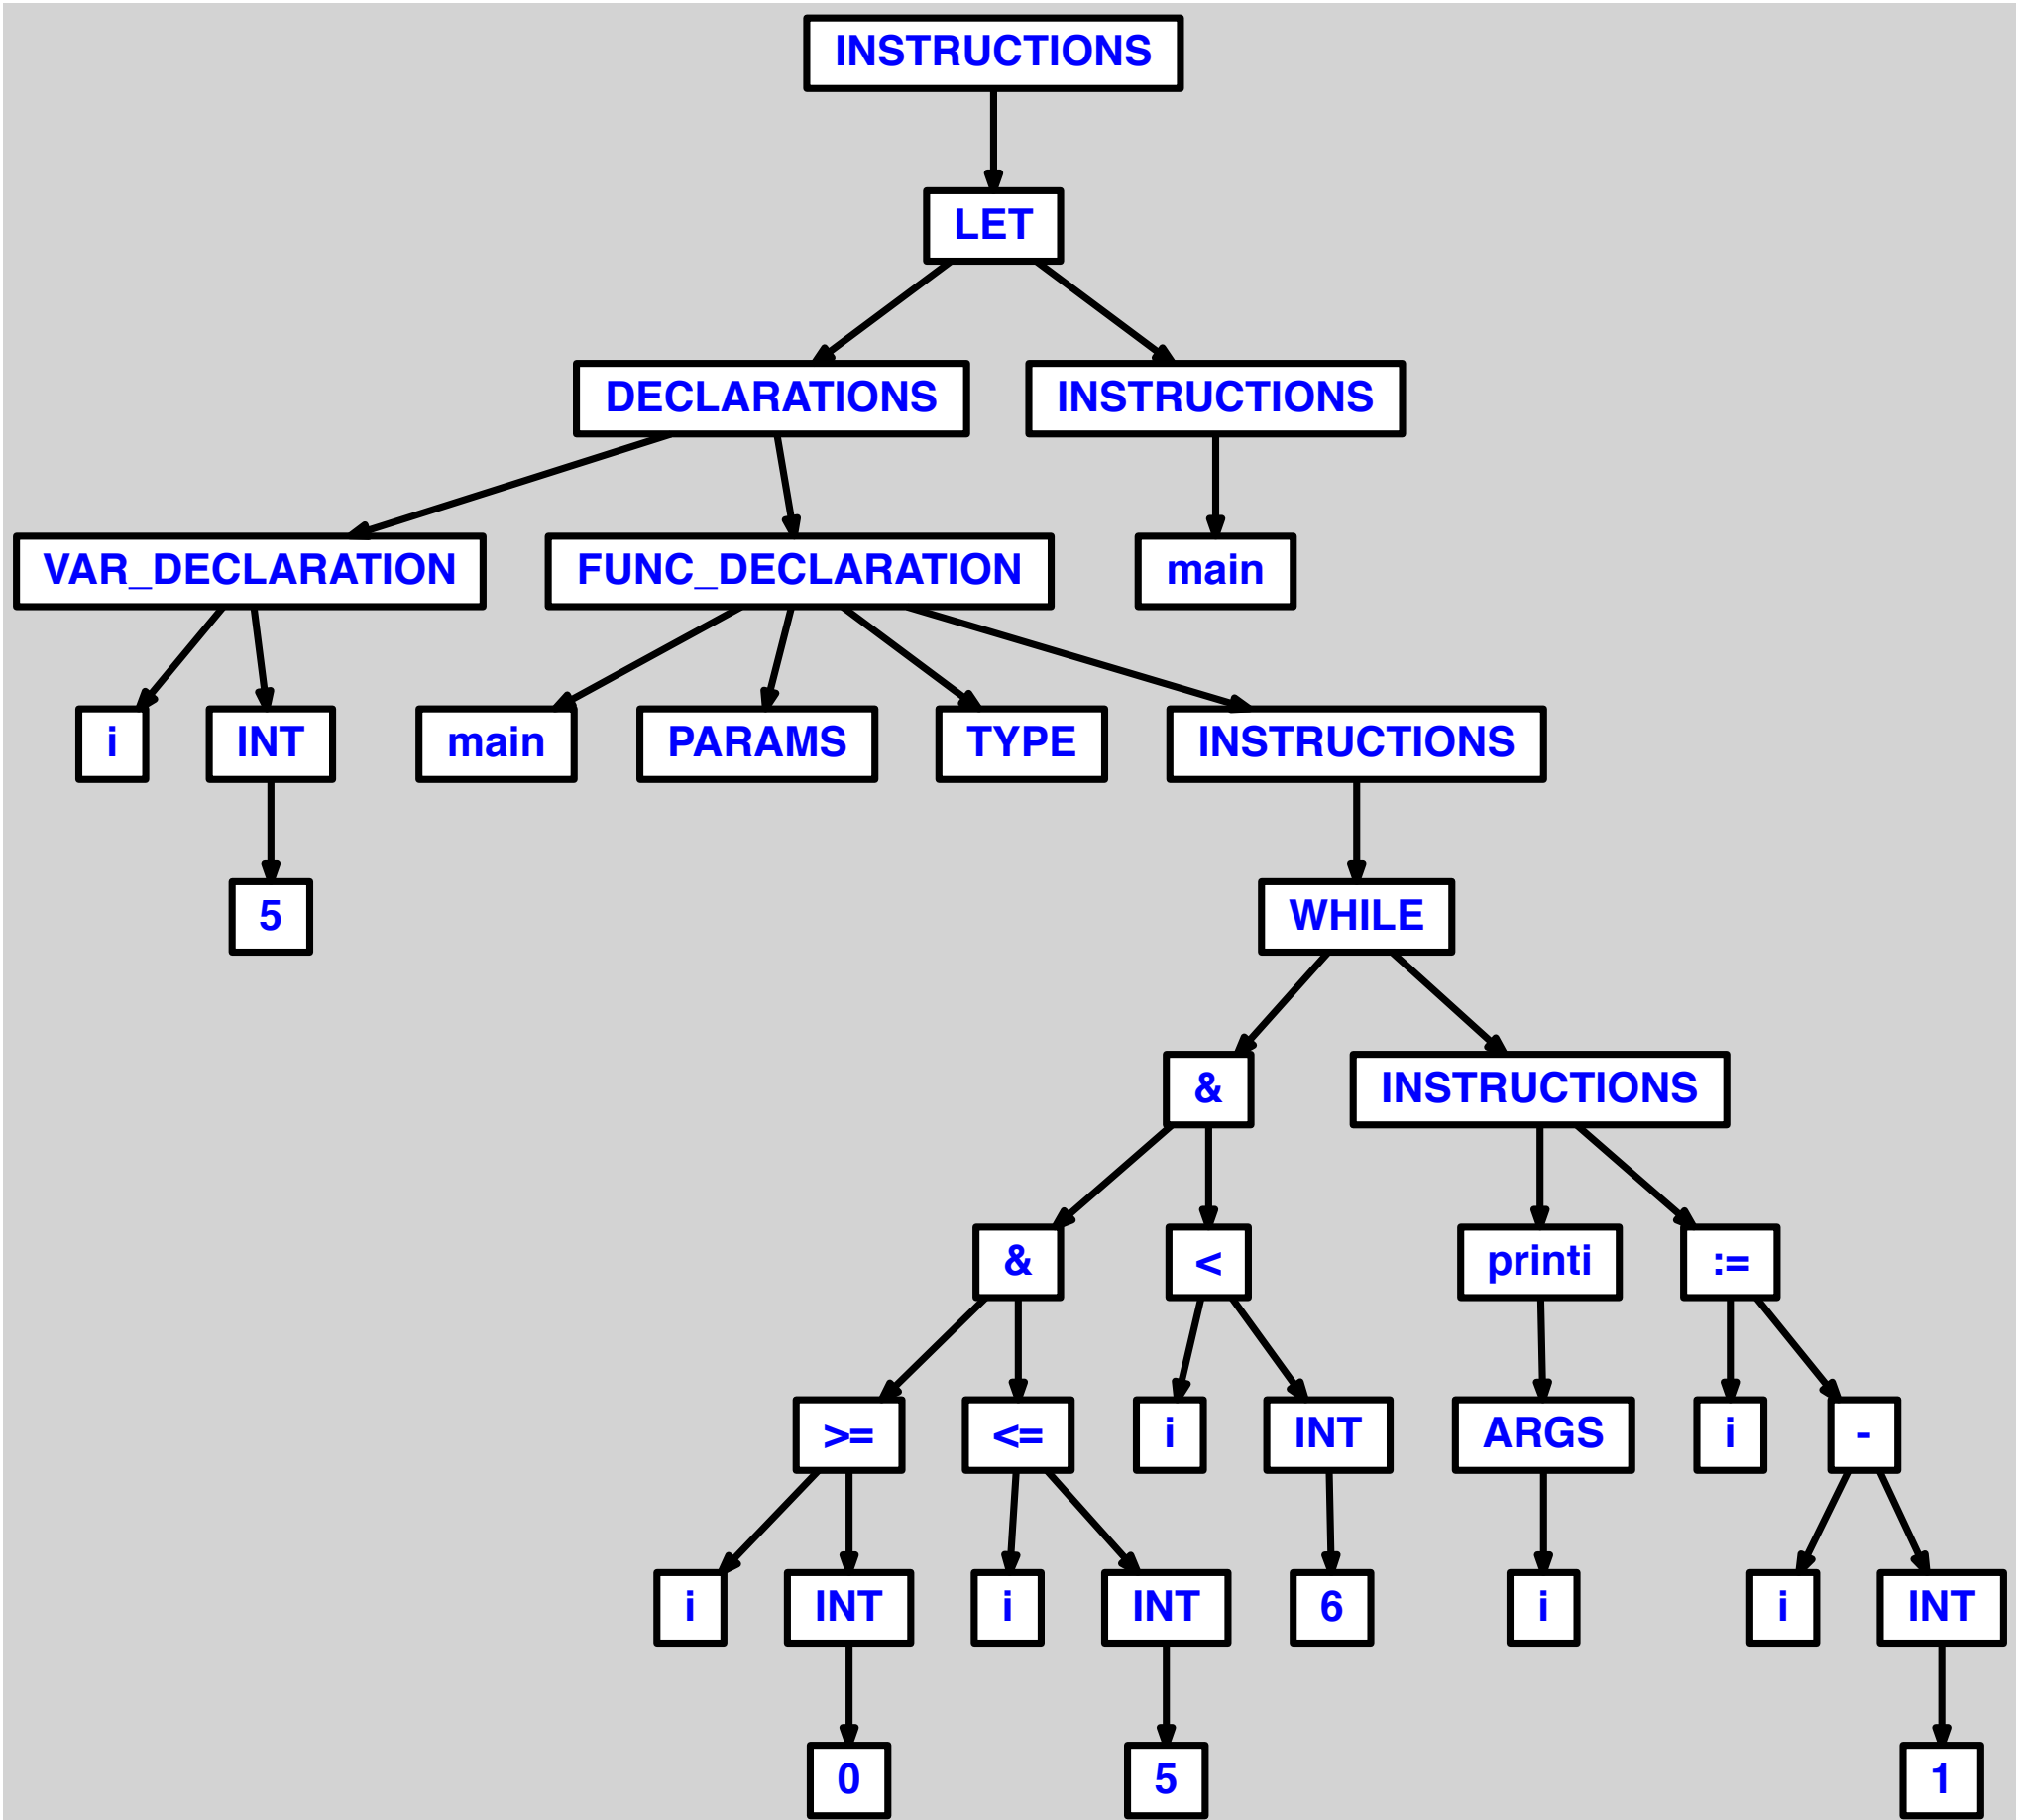 INSTRUCTIONS
LET
DECLARATIONS INSTRUCTIONS
VAR_DECLARATION FUNC_DECLARATION main
i INT main PARAMS TYPE INSTRUCTIONS
5 WHILE
& INSTRUCTIONS
& < printi :=
>= <= i INT ARGS i -
i INT i INT 6 i i INT
0 5 1